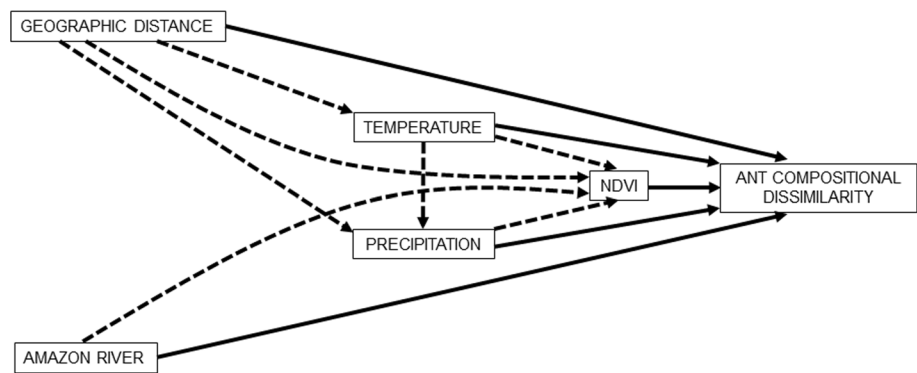 GEOGRAPHIC DISTANCE
TEMPERATURE
NDVI
ANT COMPOSITIONAL
DISSIMILARITY
PRECIPITATION
AMAZON RIVER